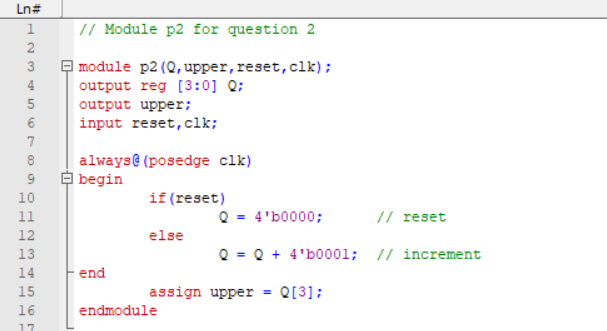 Ln#
1 // Module p2 for question 2
2
3 module p2(Q,upper,reset,clk);
4 output reg [3:0] Q;
5 output upper;
6 input reset,clk;
7
8 always@(posedge clk)
9 begin
10 if(reset)
11 Q = 4'b0000; // reset
12 else
13 Q = Q + 4'b0001; // increment
14 end
15 assign upper = Q[3];
16 endmodule
17